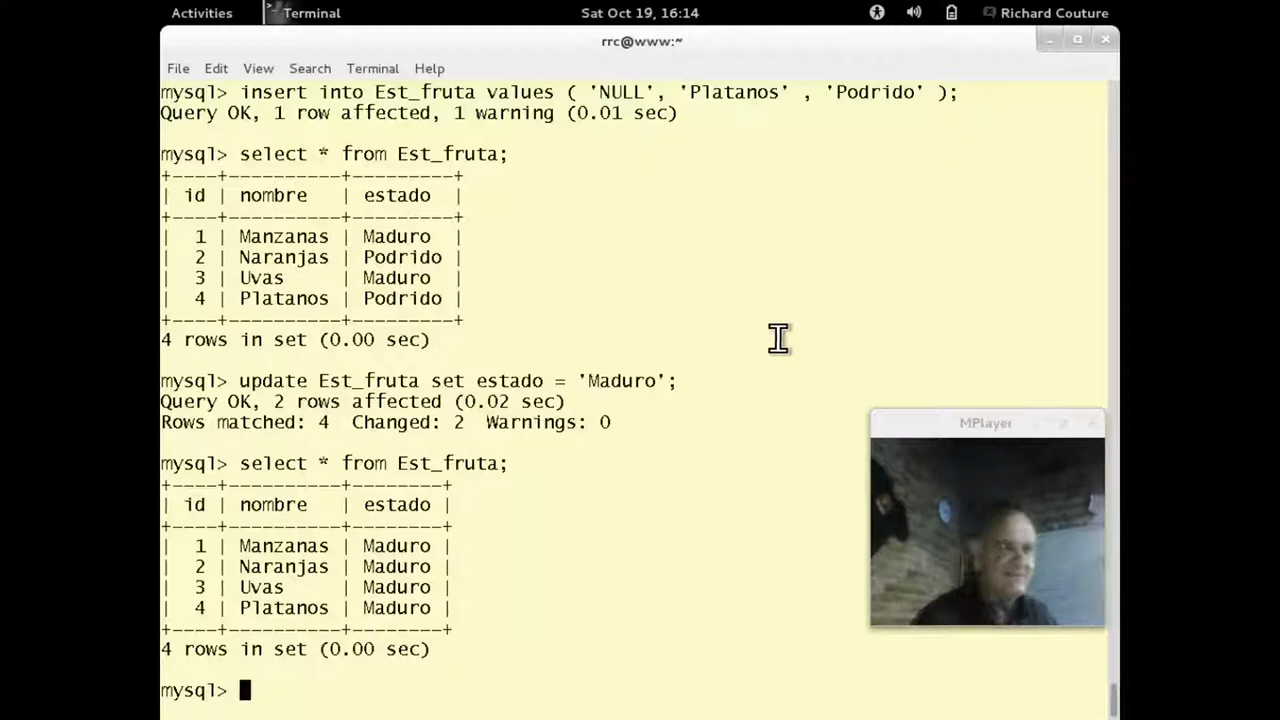 Activities Terminal Sat Oct 19, 16:14 Richard Couture
rrc@www:~
File Edit View Search Terminal Help
mysql> insert into Est_fruta values ( 'NULL', 'Platanos' , 'Podrido' );
Query OK, 1 row affected, 1 warning (0.01 sec)
mysql> select * from Est_fruta;
+----+----------+---------+
| id | nombre   | estado  |
+----+----------+---------+
|  1 | Manzanas | Maduro  |
|  2 | Naranjas | Podrido |
|  3 | Uvas     | Maduro  |
|  4 | Platanos | Podrido |
+----+----------+---------+
4 rows in set (0.00 sec)
mysql> update Est_fruta set estado = 'Maduro';
Query OK, 2 rows affected (0.02 sec)
Rows matched: 4  Changed: 2  Warnings: 0
MPlayer
mysql> select * from Est_fruta;
+----+----------+--------+
| id | nombre   | estado |
+----+----------+--------+
|  1 | Manzanas | Maduro |
|  2 | Naranjas | Maduro |
|  3 | Uvas     | Maduro |
|  4 | Platanos | Maduro |
+----+----------+--------+
4 rows in set (0.00 sec)
mysql>